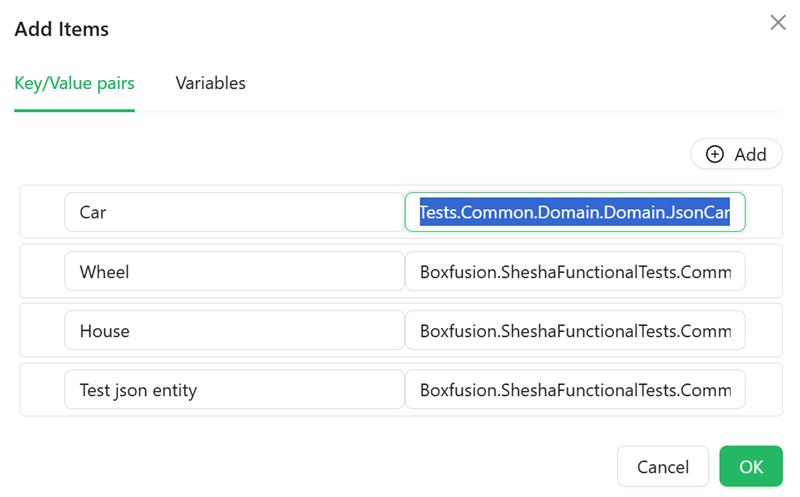 Add Items
Key/Value pairs Variables
Add
Car Tests.Common.Domain.Domain.JsonCar
Wheel Boxfusion.SheshaFunctionalTests.Comm
House Boxfusion.SheshaFunctionalTests.Comm
Test json entity Boxfusion.SheshaFunctionalTests.Comm
Cancel OK